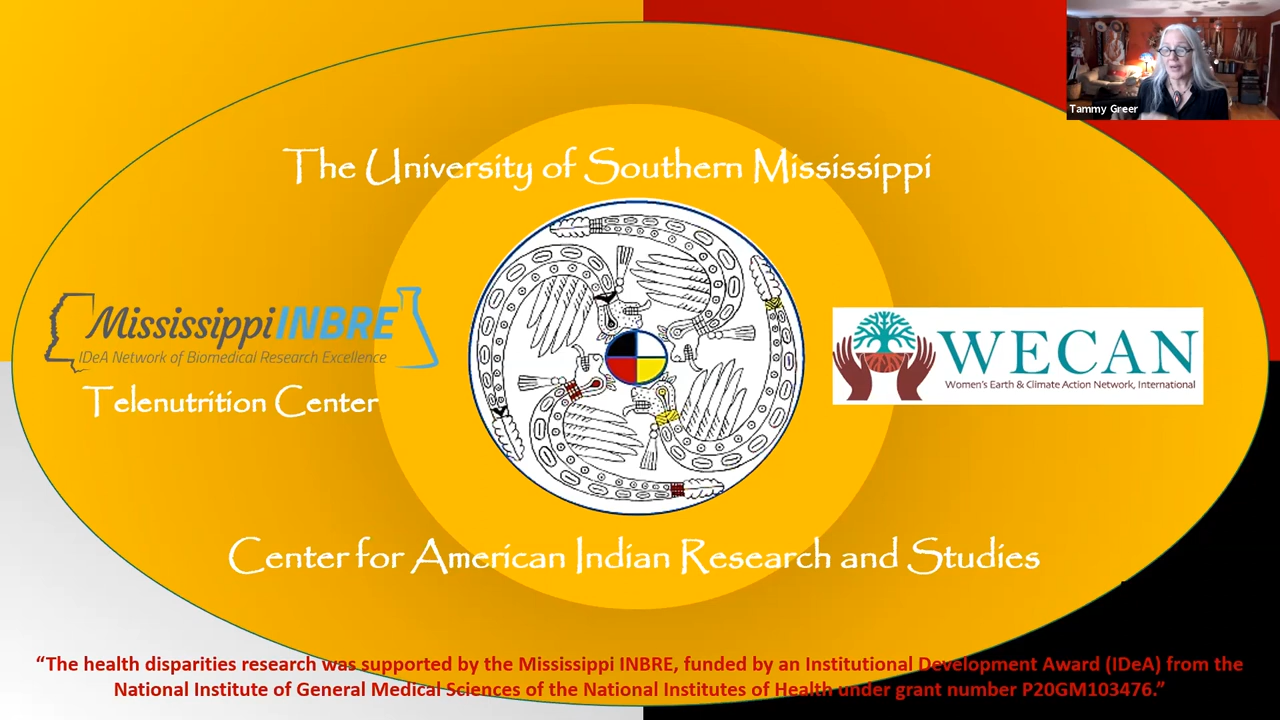 Tammy Greer
The University of Southern Mississippi
Mississippi INBRE
IDeA Network of Biomedical Research Excellence
Telenutrition Center
WECAN
Women's Earth & Climate Action Network, International
Center for American Indian Research and Studies
“The health disparities research was supported by the Mississippi INBRE, funded by an Institutional Development Award (IDeA) from the
National Institute of General Medical Sciences of the National Institutes of Health under grant number P20GM103476.”